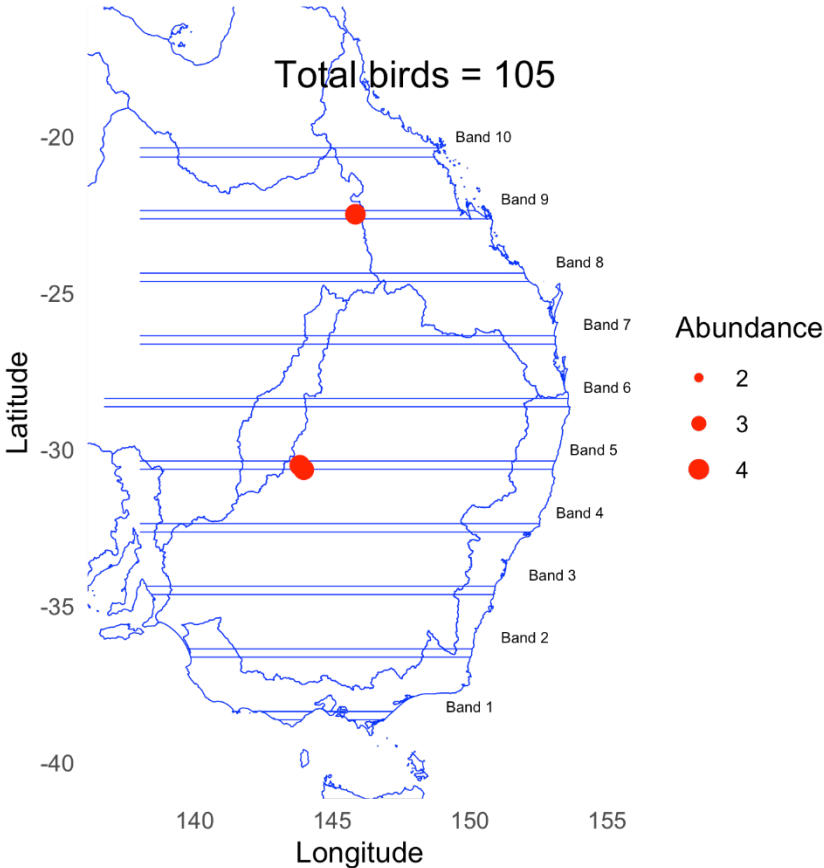 Total birds = 105
-20
-25
-30
-35
-40
Latitude
Band 10
Band 9
Band 8
Band 7
Band 6
Band 5
Band 4
Band 3
Band 2
Band 1
140
145
150
155
Longitude
Abundance
2
3
4